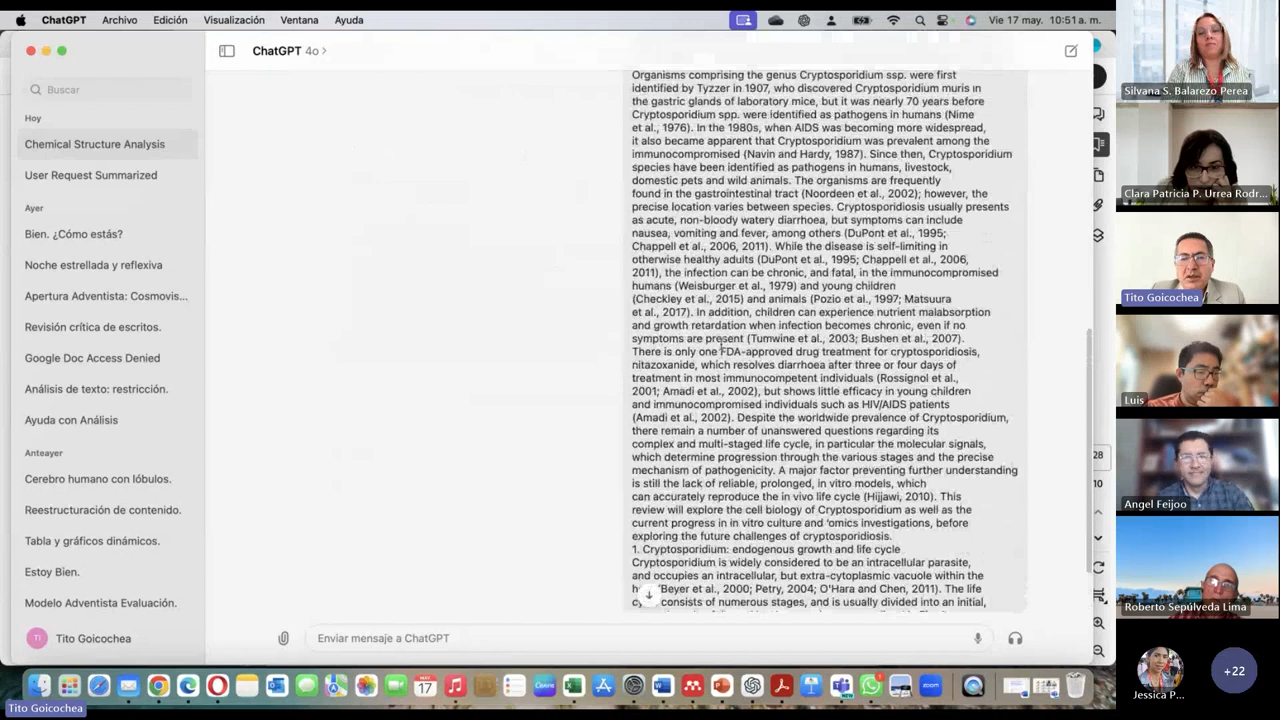 ChatGPT Archivo Edición Visualización Ventana Ayuda
Vie 17 may. 10:51 a. m.
ChatGPT 4o >
Buscar
Hoy
Chemical Structure Analysis
User Request Summarized
Ayer
Bien. ¿Cómo estás?
Noche estrellada y reflexiva
Apertura Adventista: Cosmovis...
Revisión crítica de escritos.
Google Doc Access Denied
Análisis de texto: restricción.
Ayuda con Análisis
Anteayer
Cerebro humano con lóbulos.
Reestructuración de contenido.
Tabla y gráficos dinámicos.
Estoy Bien.
Modelo Adventista Evaluación.
TI Tito Goicochea
Organisms comprising the genus Cryptosporidium ssp. were first
identified by Tyzzer in 1907, who discovered Cryptosporidium muris in
the gastric glands of laboratory mice, but it was nearly 70 years before
Cryptosporidium spp. were identified as pathogens in humans (Nime
et al., 1976). In the 1980s, when AIDS was becoming more widespread,
it also became apparent that Cryptosporidium was prevalent among the
immunocompromised (Navin and Hardy, 1987). Since then, Cryptosporidium
species have been identified as pathogens in humans, livestock,
domestic pets and wild animals. The organisms are frequently
found in the gastrointestinal tract (Noordeen et al., 2002); however, the
precise location varies between species. Cryptosporidiosis usually presents
as acute, non-bloody watery diarrhoea, but symptoms can include
nausea, vomiting and fever, among others (DuPont et al., 1995;
Chappell et al., 2006, 2011). While the disease is self-limiting in
otherwise healthy adults (DuPont et al., 1995; Chappell et al., 2006,
2011), the infection can be chronic, and fatal, in the immunocompromised
humans (Weisburger et al., 1979) and young children
(Checkley et al., 2015) and animals (Pozio et al., 1997; Matsuura
et al., 2017). In addition, children can experience nutrient malabsorption
and growth retardation when infection becomes chronic, even if no
symptoms are present (Tumwine et al., 2003; Bushen et al., 2007).
There is only one FDA-approved drug treatment for cryptosporidiosis,
nitazoxanide, which resolves diarrhoea after three or four days of
treatment in most immunocompetent individuals (Rossignol et al.,
2001; Amadi et al., 2002), but shows little efficacy in young children
and immunocompromised individuals such as HIV/AIDS patients
(Amadi et al., 2002). Despite the worldwide prevalence of Cryptosporidium,
there remain a number of unanswered questions regarding its
complex and multi-staged life cycle, in particular the molecular signals,
which determine progression through the various stages and the precise
mechanism of pathogenicity. A major factor preventing further understanding
is still the lack of reliable, prolonged, in vitro models, which
can accurately reproduce the in vivo life cycle (Hijjawi, 2010). This
review will explore the cell biology of Cryptosporidium as well as the
current progress in in vitro culture and 'omics investigations, before
exploring the future challenges of cryptosporidiosis.
1. Cryptosporidium: endogenous growth and life cycle
Cryptosporidium is widely considered to be an intracellular parasite,
and occupies an intracellular, but extra-cytoplasmic vacuole within the
(Beyer et al., 2000; Petry, 2004; O'Hara and Chen, 2011). The life
consists of numerous stages, and is usually divided into an initial,
Enviar mensaje a ChatGPT
28
10
MAY
17
zoom
Tito Goicochea
Silvana S. Balarezo Perea
Clara Patricia P. Urrea Rodr...
Tito Goicochea
Luis
Angel Feijoo
Roberto Sepúlveda Lima
Jessica P...
+22